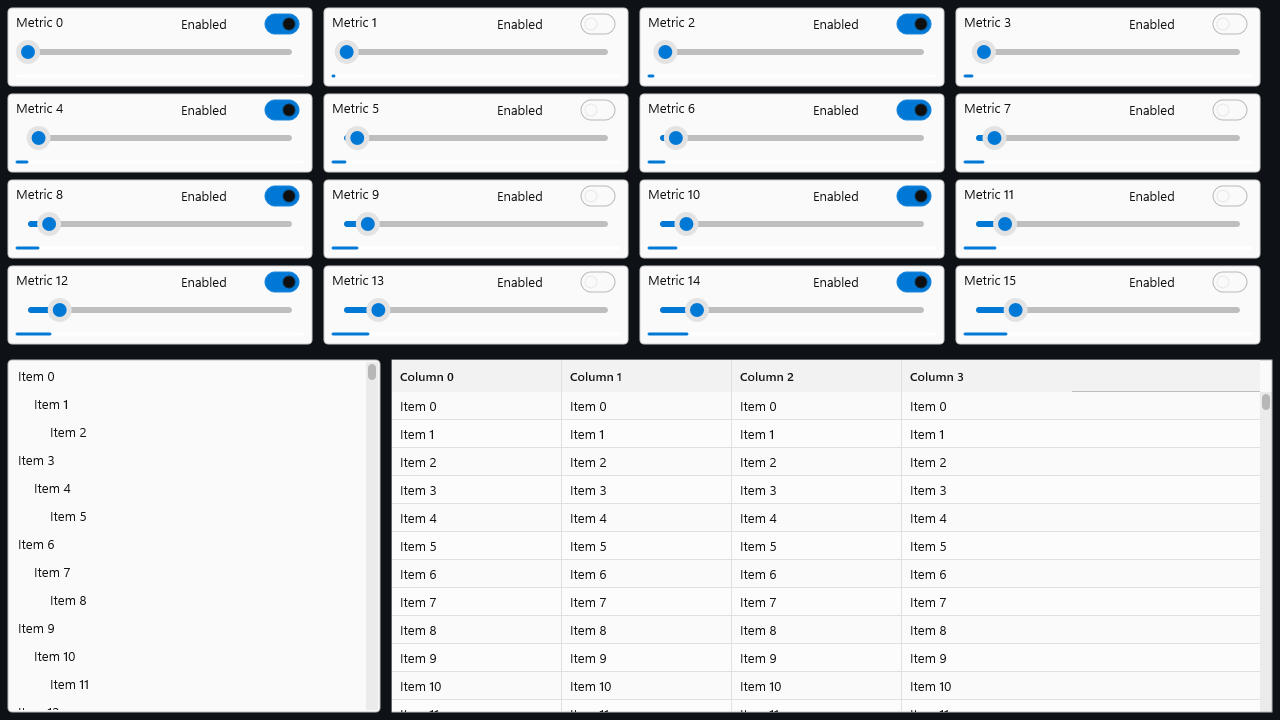 Metric 0 Enabled Metric 1 Enabled Metric 2 Enabled Metric 3 Enabled
Metric 4 Enabled Metric 5 Enabled Metric 6 Enabled Metric 7 Enabled
Metric 8 Enabled Metric 9 Enabled Metric 10 Enabled Metric 11 Enabled
Metric 12 Enabled Metric 13 Enabled Metric 14 Enabled Metric 15 Enabled
Item 0
Item 1
Item 2
Item 3
Item 4
Item 5
Item 6
Item 7
Item 8
Item 9
Item 10
Item 11
Column 0 Column 1 Column 2 Column 3
Item 0 Item 0 Item 0 Item 0
Item 1 Item 1 Item 1 Item 1
Item 2 Item 2 Item 2 Item 2
Item 3 Item 3 Item 3 Item 3
Item 4 Item 4 Item 4 Item 4
Item 5 Item 5 Item 5 Item 5
Item 6 Item 6 Item 6 Item 6
Item 7 Item 7 Item 7 Item 7
Item 8 Item 8 Item 8 Item 8
Item 9 Item 9 Item 9 Item 9
Item 10 Item 10 Item 10 Item 10